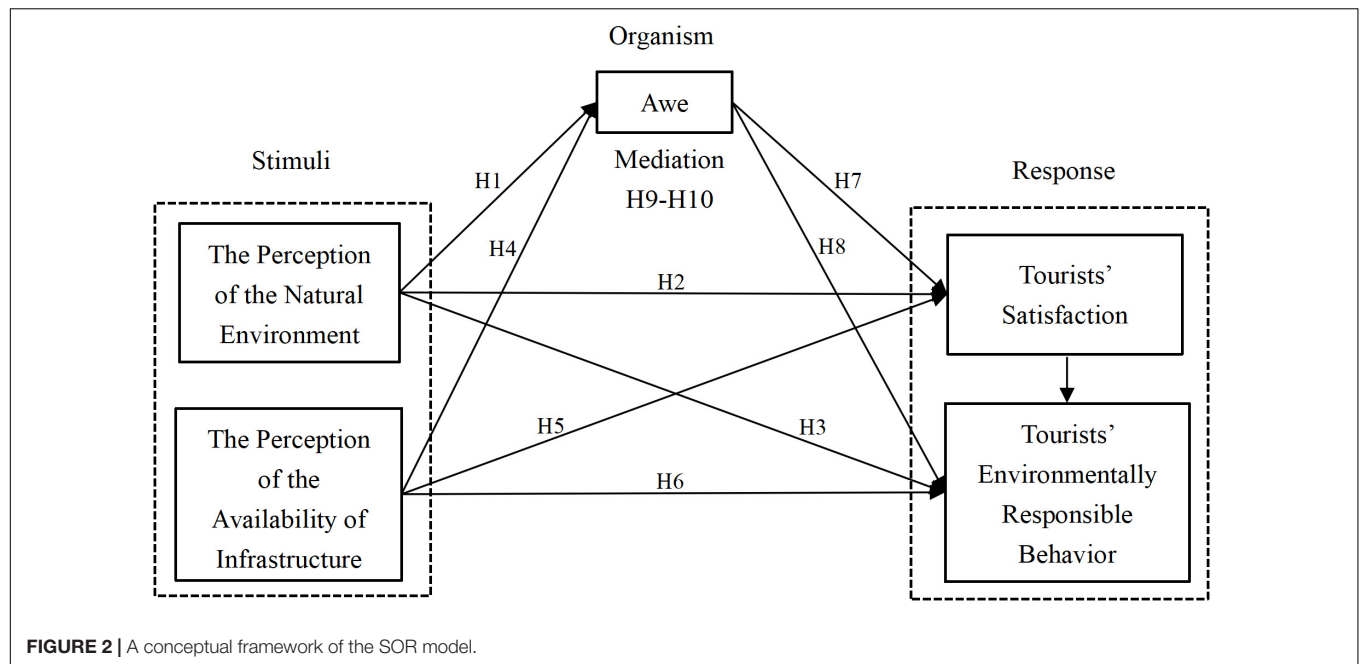 Organism
Awe
Mediation
H9-H10
Stimuli
Response
H1
H7
H4
H8
The Perception
of the Natural
Environment
H2
Tourists'
Satisfaction
H5
H3
The Perception
of the
Availability of
Infrastructure
H6
Tourists'
Environmentally
Responsible
Behavior
FIGURE 2 | A conceptual framework of the SOR model.